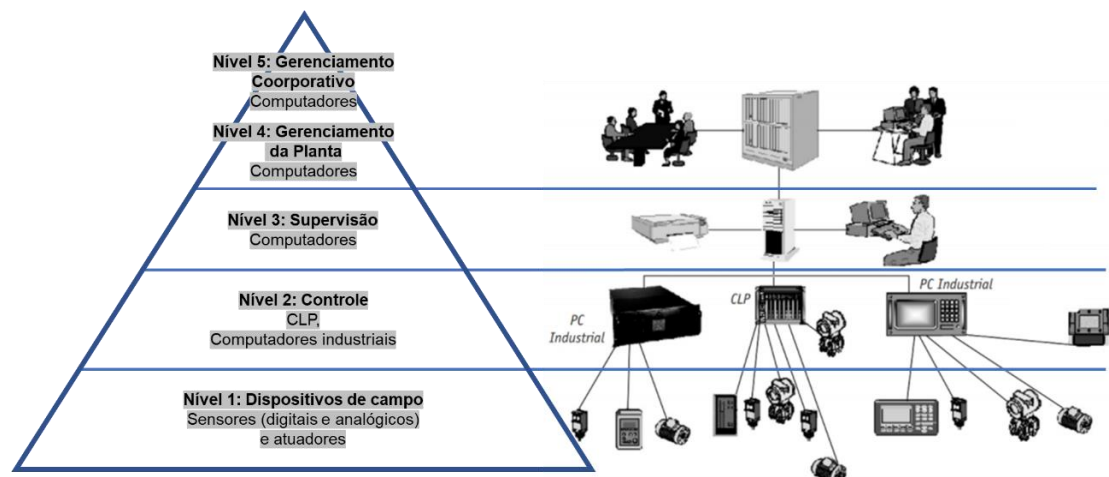 Nível 5: Gerenciamento
Coorporativo
Computadores
Nível 4: Gerenciamento
da Planta
Computadores
Nível 3: Supervisão
Computadores
Nível 2: Controle
CLP,
Computadores industriais
Nível 1: Dispositivos de campo
Sensores (digitais e analógicos)
e atuadores
PC
Industrial
CLP
PC Industrial